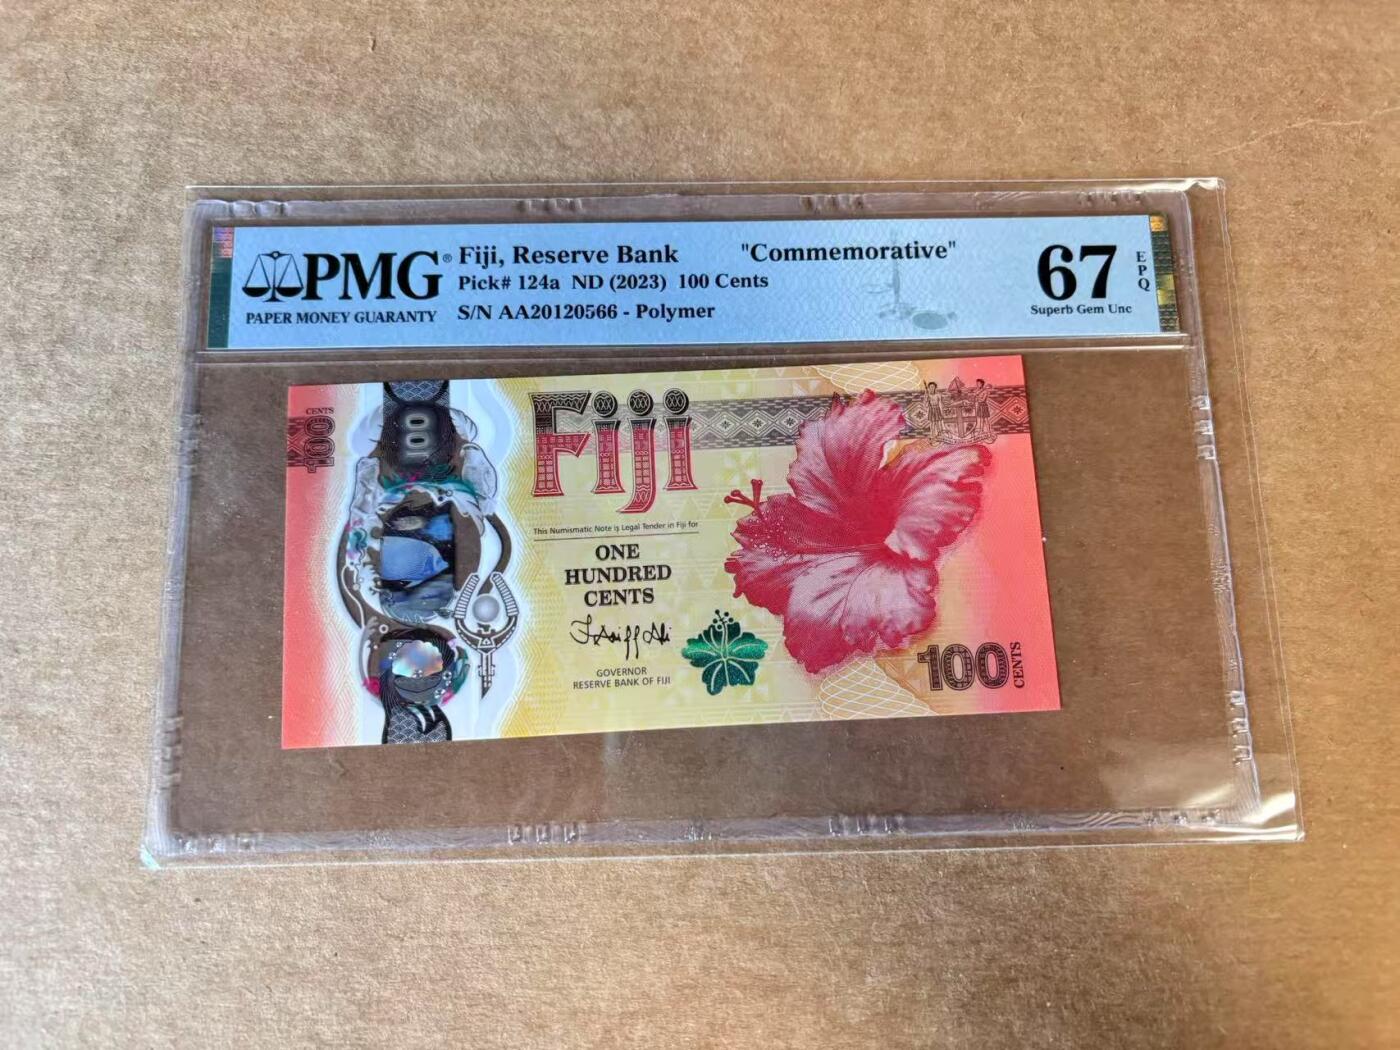 PMG®
PAPER MONEY GUARANTY
Fiji, Reserve Bank "Commemorative"
Pick# 124a ND (2023) 100 Cents
S/N AA20120566 - Polymer
67
EPQ
Superb Gem Unc
CENTS
100
100
Fiji
This Numismatic Note is Legal Tender in Fiji for
ONE
HUNDRED
CENTS
GOVERNOR
RESERVE BANK OF FIJI
100
CENTS